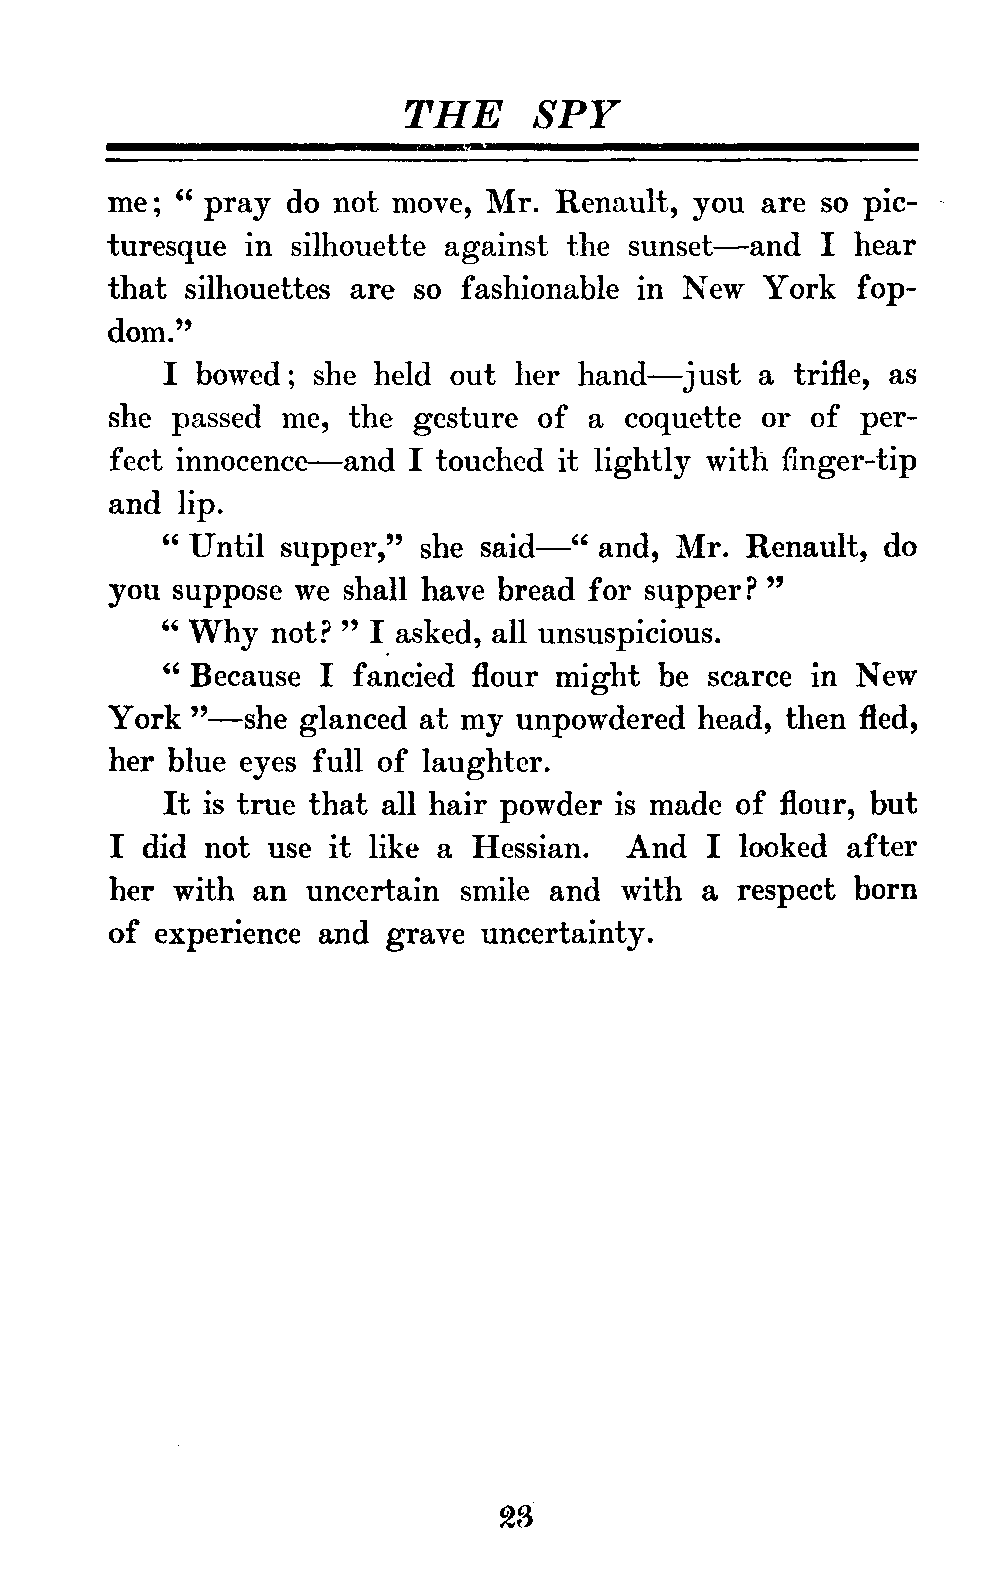 THE SPY
me; “ pray do not move, Mr. Renault, you are so pic-
turesque in silhouette against the sunset—and I hear
that silhouettes are so fashionable in New York fop-
dom.”
I bowed; she held out her hand—just a trifle, as
she passed me, the gesture of a coquette or of per-
fect innocence—and I touched it lightly with finger-tip
and lip.
“ Until supper,” she said—“ and, Mr. Renault, do
you suppose we shall have bread for supper? ”
“ Why not? ” I asked, all unsuspicious.
“ Because I fancied flour might be scarce in New
York ”—she glanced at my unpowdered head, then fled,
her blue eyes full of laughter.
It is true that all hair powder is made of flour, but
I did not use it like a Hessian. And I looked after
her with an uncertain smile and with a respect born
of experience and grave uncertainty.
23